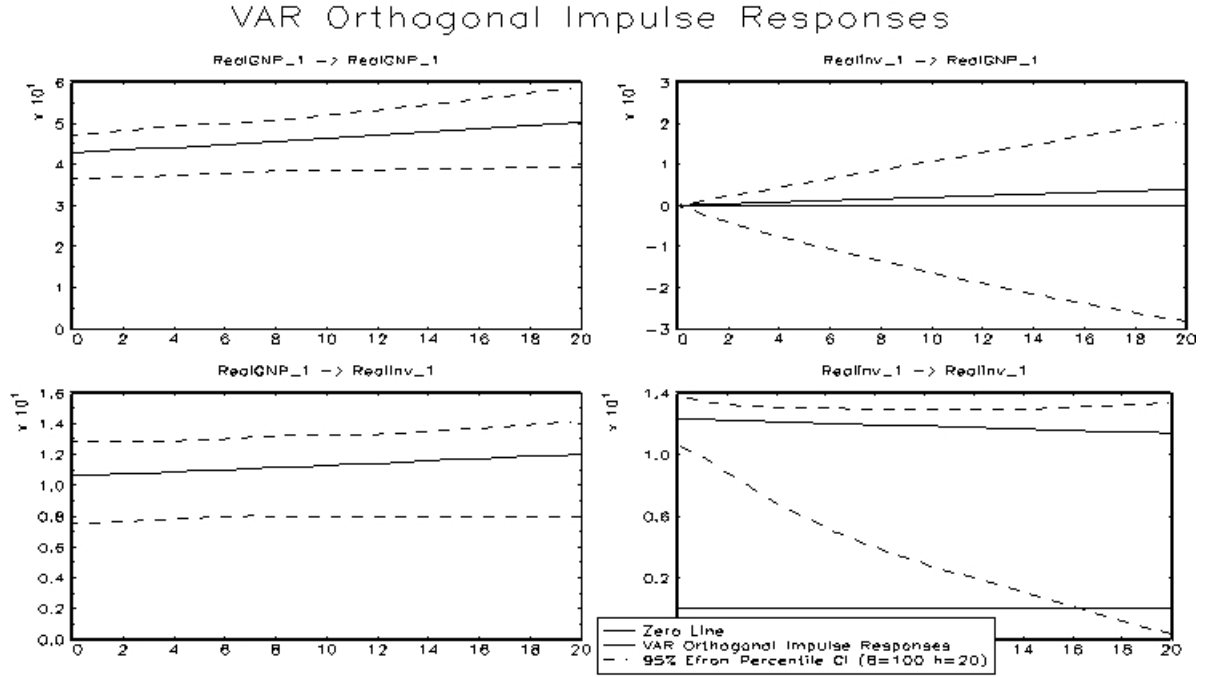 VAR Orthogonal Impulse Responses
RealGNP_1 -> RealGNP_1
RealInv_1 -> RealGNP_1
6
5
4
3
2
1
0
Y 10^1
0 2 4 6 8 10 12 14 16 18 20
3
2
1
0
-1
-2
-3
Y 10^1
0 2 4 6 8 10 12 14 16 18 20
RealGNP_1 -> RealInv_1
RealInv_1 -> RealInv_1
1.6
1.4
1.2
1.0
0.8
0.6
0.4
0.2
0.0
Y 10^1
0 2 4 6 8 10 12 14 16 18 20
1.4
1.0
0.6
0.2
Y 10^1
14 16 18 20
Zero Line
VAR Orthogonal Impulse Responses
95% Efron Percentile CI (B=100 h=20)